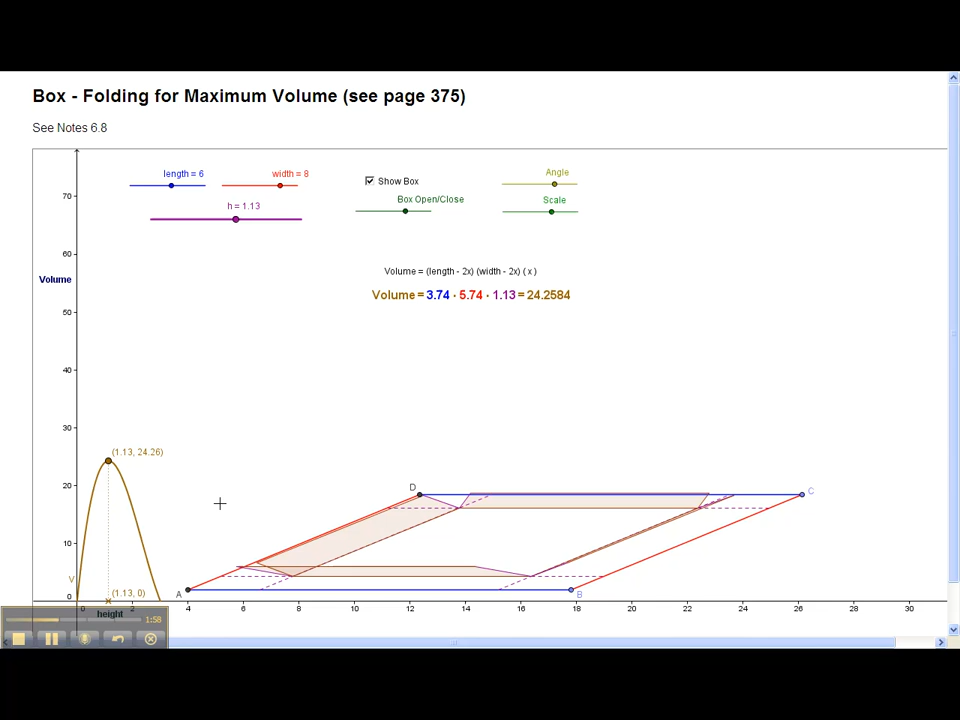 Box - Folding for Maximum Volume (see page 375)
See Notes 6.8
length = 6
width = 8
h = 1.13
Show Box
Box Open/Close
Angle
Scale
Volume = (length - 2x) (width - 2x) ( x )
Volume = 3.74 · 5.74 · 1.13 = 24.2584
Volume
70
60
50
40
30
20
10
0
V
(1.13, 24.26)
(1.13, 0)
D
C
A
B
0 2 4 6 8 10 12 14 16 18 20 22 24 26 28 30
height
1:58